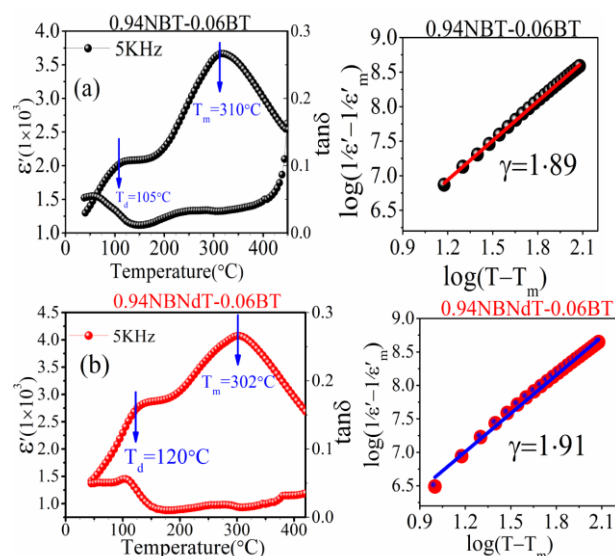 0.94NBT-0.06BT
5KHz
(a)
T_m=310°C
T_d=105°C
ε'(1×10³)
4.0
3.5
3.0
2.5
2.0
1.5
1.0
tanδ
0.3
0.2
0.1
0
0 100 200 300 400
Temperature(°C)
0.94NBT-0.06BT
log(1/ε'−1/ε'_m)
9.0
8.5
8.0
7.5
7.0
6.5
γ=1·89
0.9 1.2 1.5 1.8 2.1
log(T−T_m)
0.94NBNdT-0.06BT
5KHz
(b)
T_m=302°C
T_d=120°C
ε'(1×10³)
4.5
4.0
3.5
3.0
2.5
2.0
1.5
1.0
tanδ
0.3
0.2
0.1
0.0
0 100 200 300 400
Temperature(°C)
0.94NBNdT-0.06BT
log(1/ε'−1/ε'_m)
9.0
8.5
8.0
7.5
7.0
6.5
γ=1·91
0.9 1.2 1.5 1.8 2.1
log(T−T_m)